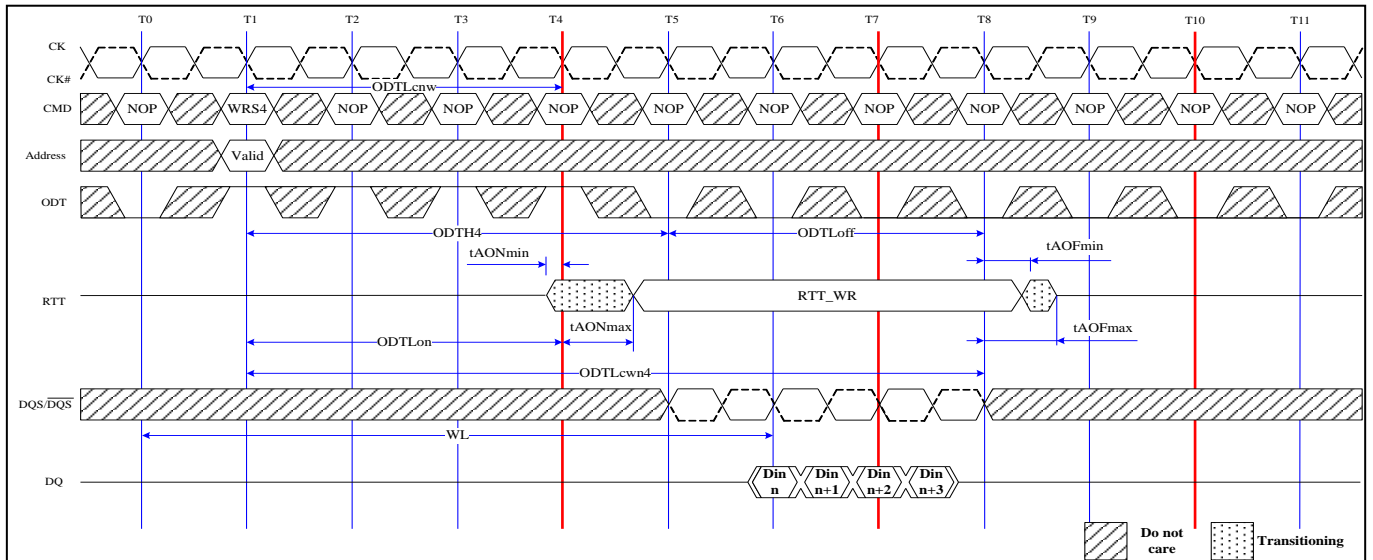 T0 T1 T2 T3 T4 T5 T6 T7 T8 T9 T10 T11
CK
CK#
ODTLcnw
CMD NOP WRS4 NOP NOP NOP NOP NOP NOP NOP NOP NOP NOP
Address Valid
ODT
ODTH4 ODTLoff
tAONmin tAOFmin
RTT RTT_WR
tAONmax tAOFmax
ODTLon
ODTLcwn4
DQS/DQS
WL
DQ Din n Din n+1 Din n+2 Din n+3
Do not care Transitioning